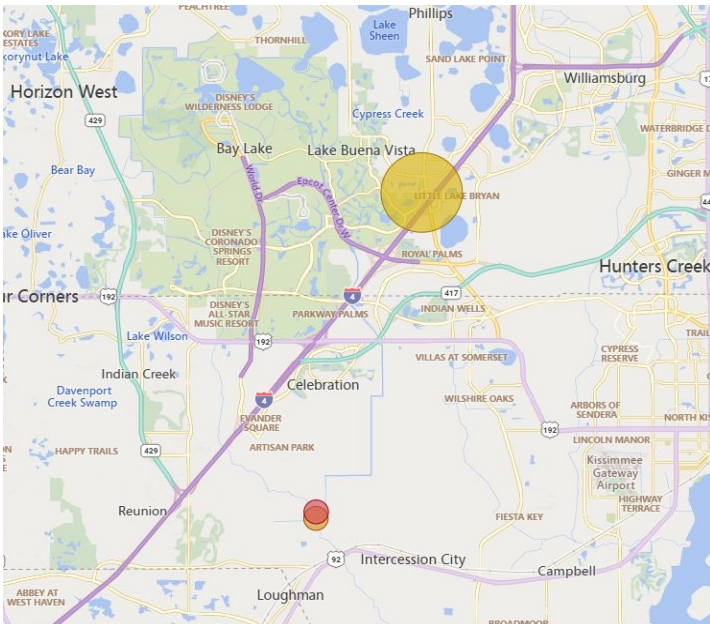 PEACHTREE
Phillips
KORY LAKE
ESTATES
Lake
Sheen
THORNHILL
korynut Lake
SAND LAKE POINT
Williamsburg
Horizon West
DISNEY'S
WILDERNESS LODGE
Cypress Creek
429
WATERBRIDGE D
Bay Lake
Lake Buena Vista
Bear Bay
World Dr
Epcot Center Dr W
GINGER M
LITTLE LAKE BRYAN
44
ake Oliver
DISNEY'S
CORONADO
SPRINGS
RESORT
ROYAL PALMS
Hunters Creek
ur Corners
192
4
417
DISNEY'S
ALL-STAR
MUSIC RESORT
PARKWAY PALMS
INDIAN WELLS
TRAIL
Lake Wilson
192
CYPRESS
RESERVE
VILLAS AT SOMERSET
Indian Creek
Celebration
Davenport
Creek Swamp
4
WILSHIRE OAKS
ARBORS OF
SENDERA
EVANDER
SQUARE
NORTH KIS
192
LINCOLN MANOR
HAPPY TRAILS
429
ARTISAN PARK
Kissimmee
Gateway
Airport
Reunion
HIGHWAY
TERRACE
FIESTA KEY
92
Intercession City
Campbell
ABBEY AT
WEST HAVEN
Loughman
BROADMOOR